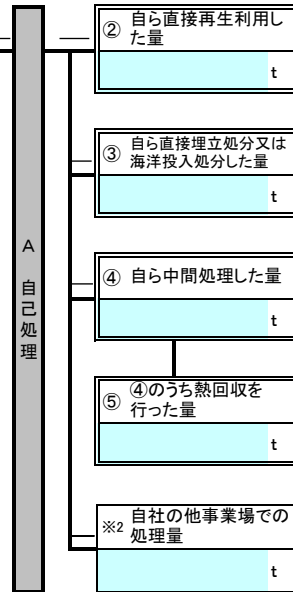 A
自己処理
② 自ら直接再生利用し
た量
t
③ 自ら直接埋立処分又は
海洋投入処分した量
t
④ 自ら中間処理した量
t
⑤ ④のうち熱回収を
行った量
t
※2 自社の他事業場での
処理量
t